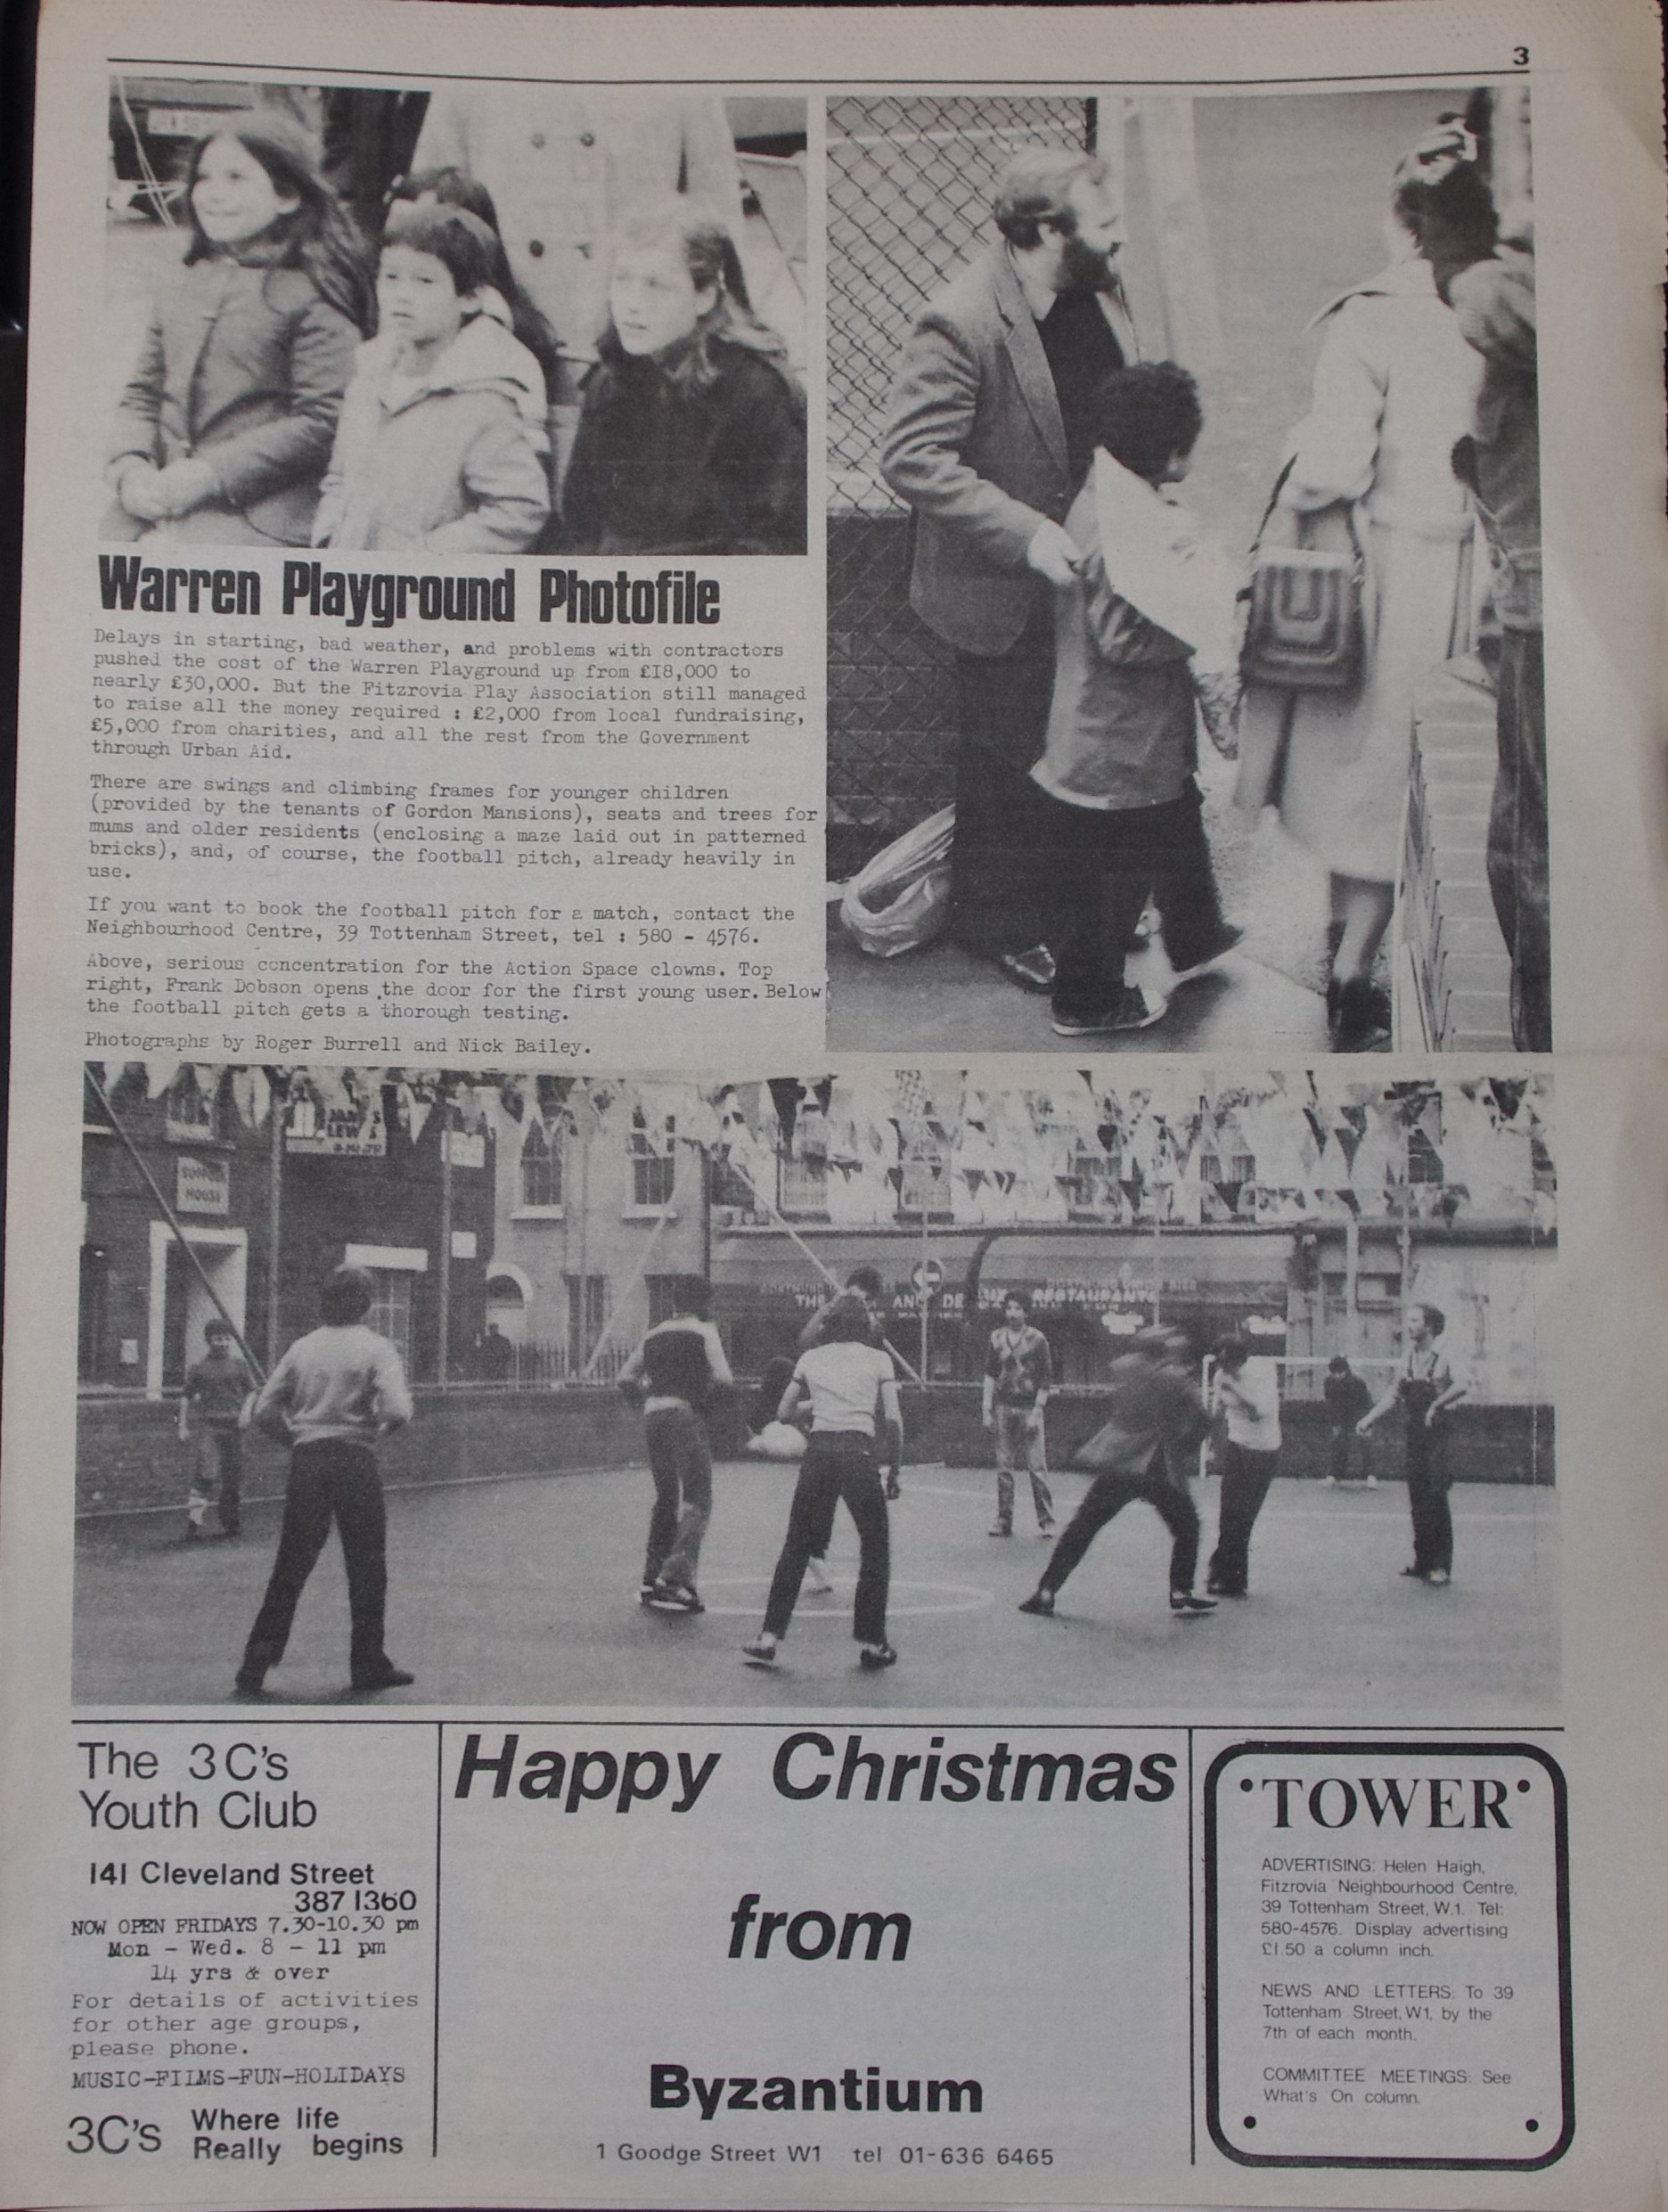 3
Warren Playground Photofile
Delays in starting, bad weather, and problems with contractors
pushed the cost of the Warren Playground up from £18,000 to
nearly £30,000. But the Fitzrovia Play Association still managed
to raise all the money required : £2,000 from local fundraising,
£5,000 from charities, and all the rest from the Government
through Urban Aid.
There are swings and climbing frames for younger children
(provided by the tenants of Gordon Mansions), seats and trees for
mums and older residents (enclosing a maze laid out in patterned
bricks), and, of course, the football pitch, already heavily in
use.
If you want to book the football pitch for a match, contact the
Neighbourhood Centre, 39 Tottenham Street, tel : 580 - 4576.
Above, serious concentration for the Action Space clowns. Top
right, Frank Dobson opens the door for the first young user. Below
the football pitch gets a thorough testing.
Photographs by Roger Burrell and Nick Bailey.
SUFFOLK
HOUSE
THE AND DE LUX RESTAURANTS
The 3C's
Youth Club
141 Cleveland Street
387 1360
NOW OPEN FRIDAYS 7.30-10.30 pm
Mon - Wed. 8 - 11 pm
14 yrs & over
For details of activities
for other age groups,
please phone.
MUSIC-FILMS-FUN-HOLIDAYS
3C's Where life
Really begins
Happy Christmas
from
Byzantium
1 Goodge Street W1 tel 01-636 6465
•TOWER•
ADVERTISING: Helen Haigh,
Fitzrovia Neighbourhood Centre,
39 Tottenham Street, W.1. Tel:
580-4576. Display advertising
£1.50 a column inch.
NEWS AND LETTERS: To 39
Tottenham Street, W1, by the
7th of each month.
COMMITTEE MEETINGS: See
What's On column.